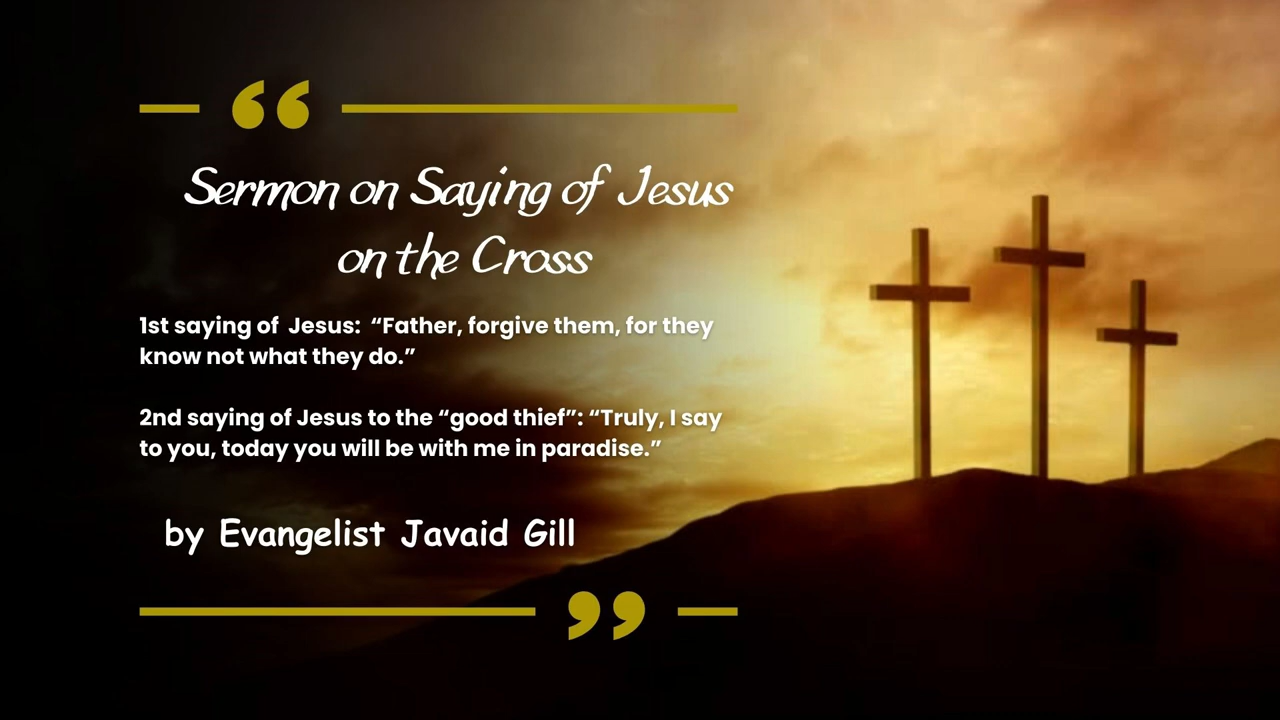 Sermon on Saying of Jesus
on the Cross
1st saying of  Jesus:  “Father, forgive them, for they
know not what they do.”
2nd saying of Jesus to the “good thief”: “Truly, I say
to you, today you will be with me in paradise.”
by Evangelist Javaid Gill